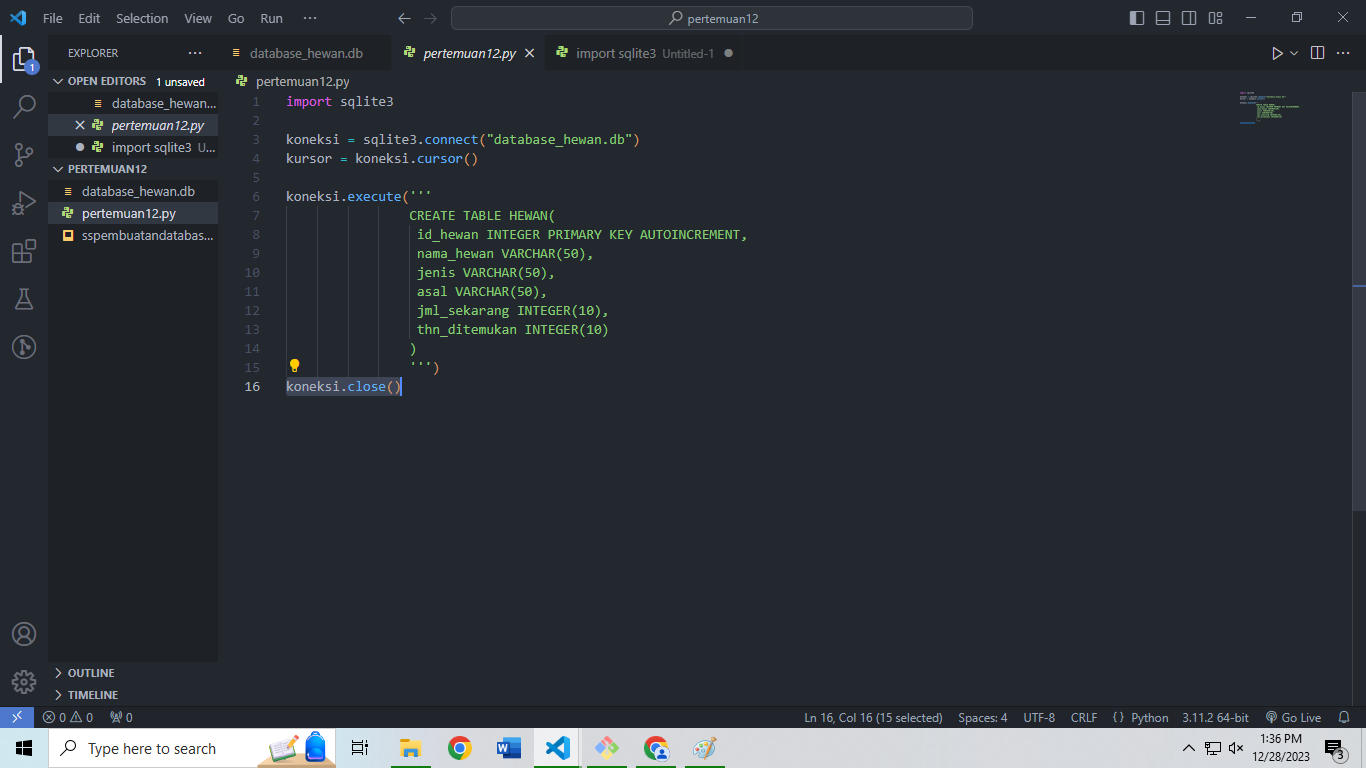 File Edit Selection View Go Run ··· pertemuan12
EXPLORER ···
OPEN EDITORS 1 unsaved
database_hewan...
pertemuan12.py
import sqlite3 U...
PERTEMUAN12
database_hewan.db
pertemuan12.py
sspembuatandatabas...
OUTLINE
TIMELINE
database_hewan.db pertemuan12.py import sqlite3 Untitled-1
pertemuan12.py
1 import sqlite3
2
3 koneksi = sqlite3.connect("database_hewan.db")
4 kursor = koneksi.cursor()
5
6 koneksi.execute('''
7 CREATE TABLE HEWAN(
8 id_hewan INTEGER PRIMARY KEY AUTOINCREMENT,
9 nama_hewan VARCHAR(50),
10 jenis VARCHAR(50),
11 asal VARCHAR(50),
12 jml_sekarang INTEGER(10),
13 thn_ditemukan INTEGER(10)
14 )
15 ''')
16 koneksi.close()
1
0 0 0 Ln 16, Col 16 (15 selected) Spaces: 4 UTF-8 CRLF { } Python 3.11.2 64-bit Go Live
Type here to search
1:36 PM
12/28/2023
3